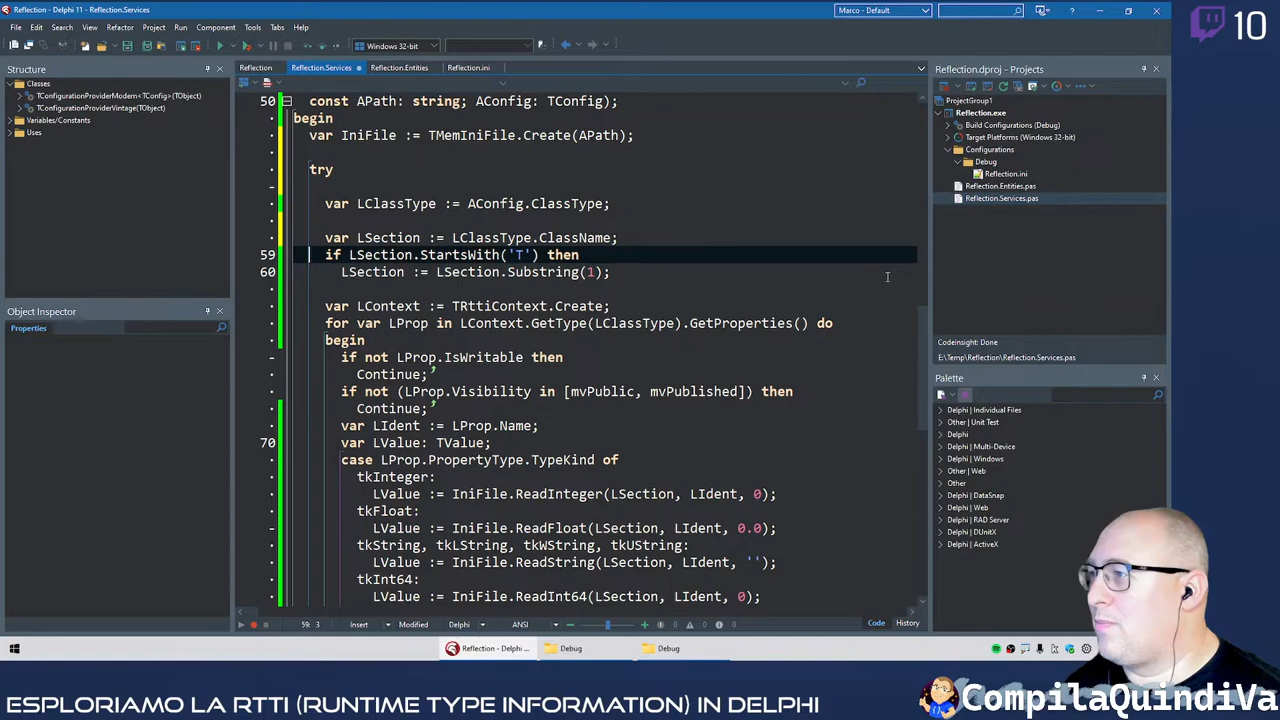 Reflection - Delphi 11 - Reflection.Services
Marco - Default
10
File Edit Search View Refactor Project Run Component Tools Tabs Help
Windows 32-bit
Structure
Classes
TConfigurationProviderModern<TConfig>(TObject)
TConfigurationProviderVintage(TObject)
Variables/Constants
Uses
Object Inspector
Properties
Reflection Reflection.Services Reflection.Entities Reflection.ini
50 const APath: string; AConfig: TConfig);
begin
var IniFile := TMemIniFile.Create(APath);
try
var LClassType := AConfig.ClassType;
var LSection := LClassType.ClassName;
59 if LSection.StartsWith('T') then
60 LSection := LSection.Substring(1);
var LContext := TRttiContext.Create;
for var LProp in LContext.GetType(LClassType).GetProperties() do
begin
if not LProp.IsWritable then
Continue;
if not (LProp.Visibility in [mvPublic, mvPublished]) then
Continue;
var LIdent := LProp.Name;
70 var LValue: TValue;
case LProp.PropertyType.TypeKind of
tkInteger:
LValue := IniFile.ReadInteger(LSection, LIdent, 0);
tkFloat:
LValue := IniFile.ReadFloat(LSection, LIdent, 0.0);
tkString, tkLString, tkWString, tkUString:
LValue := IniFile.ReadString(LSection, LIdent, '');
tkInt64:
LValue := IniFile.ReadInt64(LSection, LIdent, 0);
59: 3 Insert Modified Delphi ANSI 0 0 0 Code History
Reflection.dproj - Projects
ProjectGroup1
Reflection.exe
Build Configurations (Debug)
Target Platforms (Windows 32-bit)
Configurations
Debug
Reflection.ini
Reflection.Entities.pas
Reflection.Services.pas
CodeInsight: Done
E:\Temp\Reflection\Reflection.Services.pas
Palette
Delphi | Individual Files
Other | Unit Test
Delphi
Delphi | Multi-Device
Delphi | Windows
Other | Web
Other
Delphi | DataSnap
Delphi | Web
Delphi | RAD Server
Delphi | DUnitX
Delphi | ActiveX
Reflection - Delphi ... Debug Debug
ESPLORIAMO LA RTTI (RUNTIME TYPE INFORMATION) IN DELPHI
CompilaQuindiVa